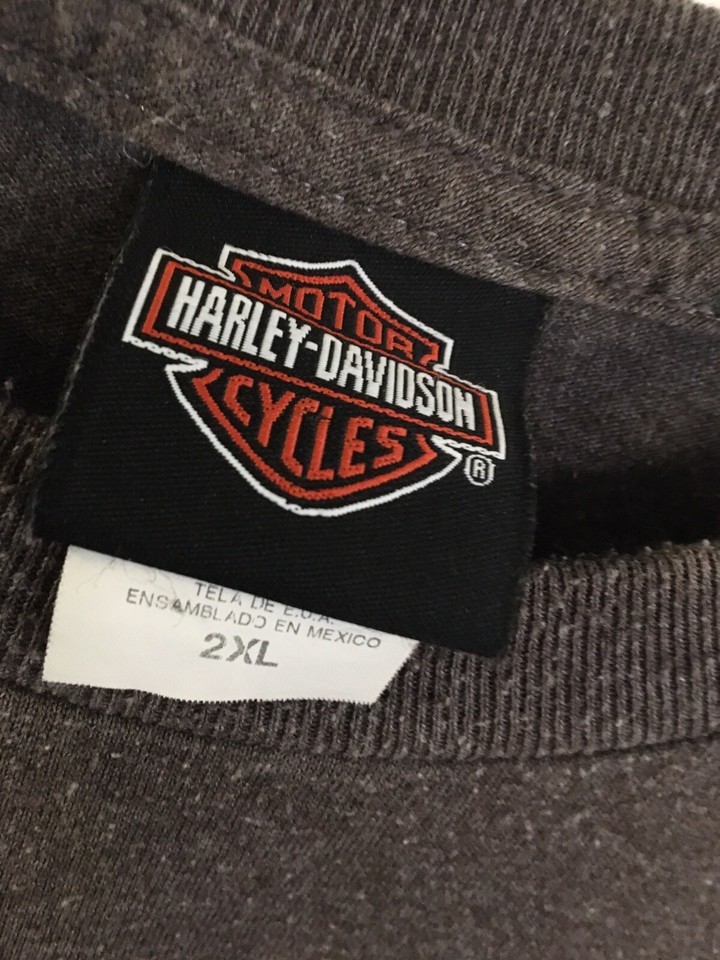 MOTOR
HARLEY-DAVIDSON
CYCLES
®
TELA DE E.U.A.
ENSAMBLADO EN MEXICO
2XL